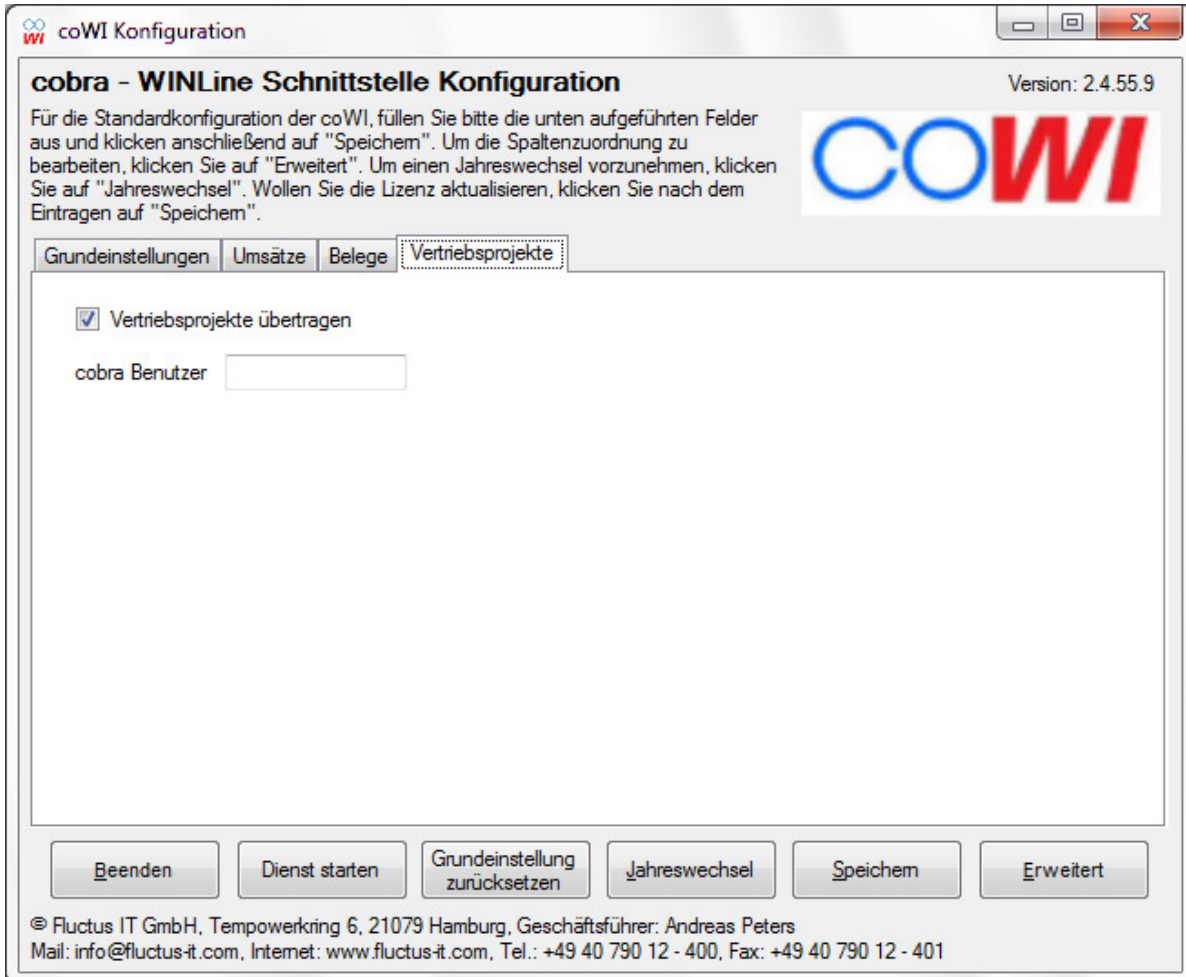 CO
WI
coWI Konfiguration
cobra - WINLine Schnittstelle Konfiguration
Version: 2.4.55.9
Für die Standardkonfiguration der coWI, füllen Sie bitte die unten aufgeführten Felder
aus und klicken anschließend auf "Speichern". Um die Spaltenzuordnung zu
bearbeiten, klicken Sie auf "Erweitert". Um einen Jahreswechsel vorzunehmen, klicken
Sie auf "Jahreswechsel". Wollen Sie die Lizenz aktualisieren, klicken Sie nach dem
Eintragen auf "Speichern".
COWI
Grundeinstellungen Umsätze Belege Vertriebsprojekte
Vertriebsprojekte übertragen
cobra Benutzer
Beenden
Dienst starten
Grundeinstellung
zurücksetzen
Jahreswechsel
Speichern
Erweitert
© Fluctus IT GmbH, Tempowerkring 6, 21079 Hamburg, Geschäftsführer: Andreas Peters
Mail: info@fluctus-it.com, Internet: www.fluctus-it.com, Tel.: +49 40 790 12 - 400, Fax: +49 40 790 12 - 401